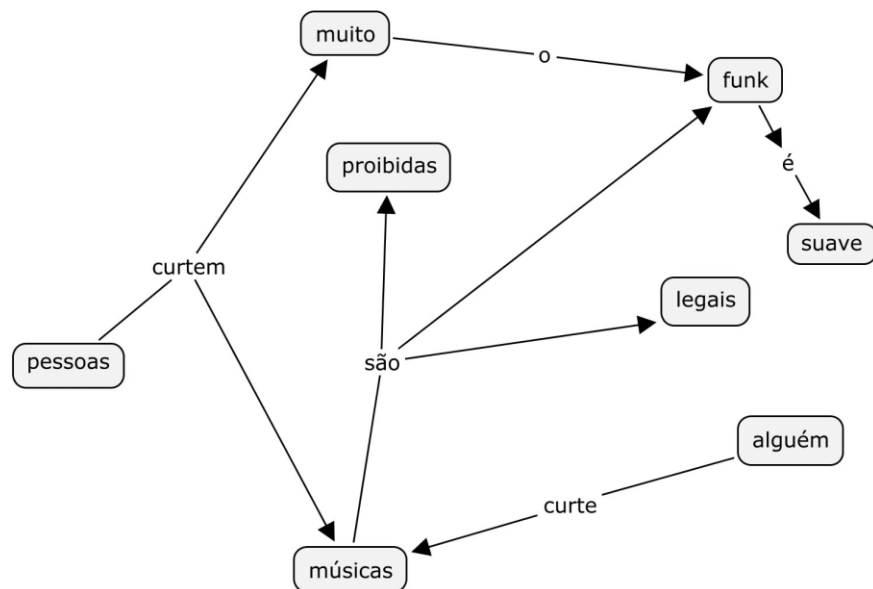 muito
o
funk
proibidas
é
suave
curtem
legais
pessoas
são
alguém
curte
músicas